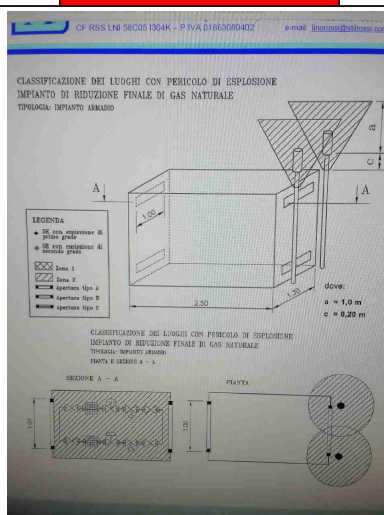 CF RSS LNI 58C05 I304K – P.IVA 01863080402
e-mail linorossi@stilrossi.com
CLASSIFICAZIONE DEI LUOGHI CON PERICOLO DI ESPLOSIONE
IMPIANTO DI RIDUZIONE FINALE DI GAS NATURALE
TIPOLOGIA: IMPIANTO ARMADIO
a
c
A
A
1.00
LEGENDA
SE con emissione di
primo grado
SE con emissione di
secondo grado
Zona 1
Zona 2
Apertura tipo A
Apertura tipo B
Apertura tipo C
2.50
1.20
dove:
a = 1,0 m
c = 0,20 m
CLASSIFICAZIONE DEI LUOGHI CON PERICOLO DI ESPLOSIONE
IMPIANTO DI RIDUZIONE FINALE DI GAS NATURALE
TIPOLOGIA: IMPIANTO ARMADIO
PIANTA E SEZIONE A - A
SEZIONE A - A
PIANTA
1.00
1.00